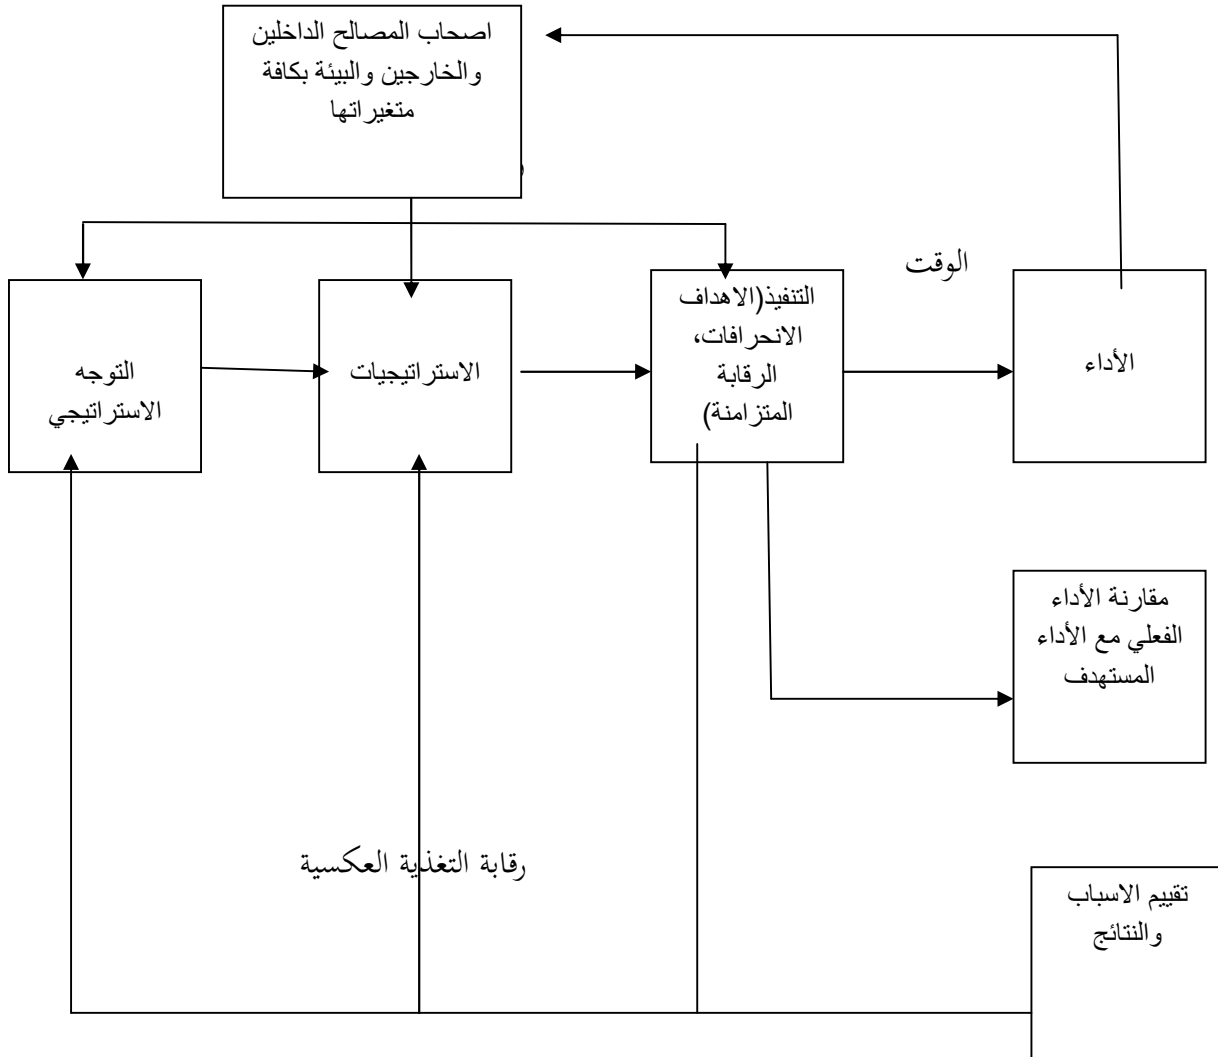 اصحاب المصالح الداخلين
والخارجين والبيئة بكافة
متغيراتها
الوقت
التوجه
الاستراتيجي
الاستراتيجيات
التنفيذ(الاهداف
الانحرافات،
الرقابة
المتزامنة)
الأداء
مقارنة الأداء
الفعلي مع الأداء
المستهدف
رقابة التغذية العكسية
تقييم الاسباب
والنتائج